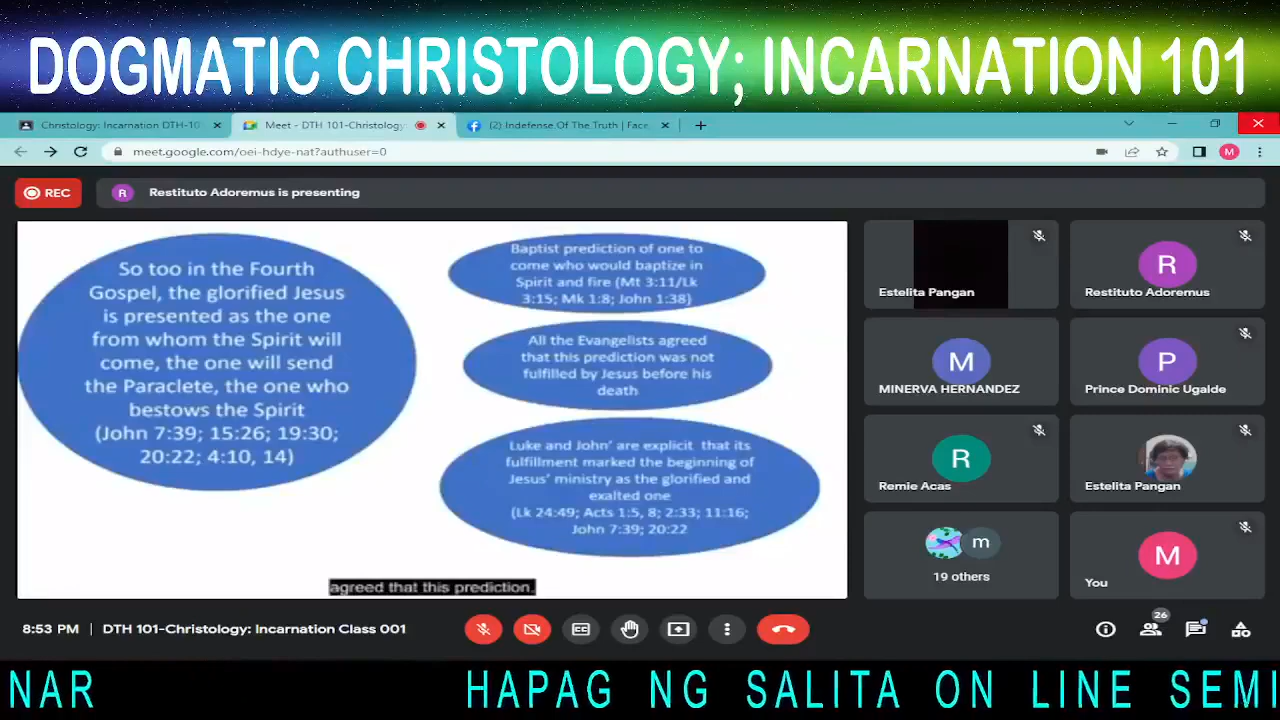 DOGMATIC CHRISTOLOGY; INCARNATION 101
Christology: Incarnation DTH-10
Meet - DTH 101-Christology:
(2) Indefense.Of.The Truth | Face
meet.google.com/oei-hdye-nat?authuser=0
M
REC
R
Restituto Adoremus is presenting
So too in the Fourth
Gospel, the glorified Jesus
is presented as the one
from whom the Spirit will
come, the one will send
the Paraclete, the one who
bestows the Spirit
(John 7:39; 15:26; 19:30;
20:22; 4:10, 14)
Baptist prediction of one to
come who would baptize in
Spirit and fire (Mt 3:11/Lk
3:15; Mk 1:8; John 1:38)
All the Evangelists agreed
that this prediction was not
fulfilled by Jesus before his
death
Luke and John' are explicit that its
fulfillment marked the beginning of
Jesus' ministry as the glorified and
exalted one
(Lk 24:49; Acts 1:5, 8; 2:33; 11:16;
John 7:39; 20:22
agreed that this prediction.
Estelita Pangan
R
Restituto Adoremus
M
MINERVA HERNANDEZ
P
Prince Dominic Ugalde
R
Remie Acas
Estelita Pangan
m
19 others
M
You
8:53 PM | DTH 101-Christology: Incarnation Class 001
CC
26
NAR HAPAG NG SALITA ON LINE SEMI